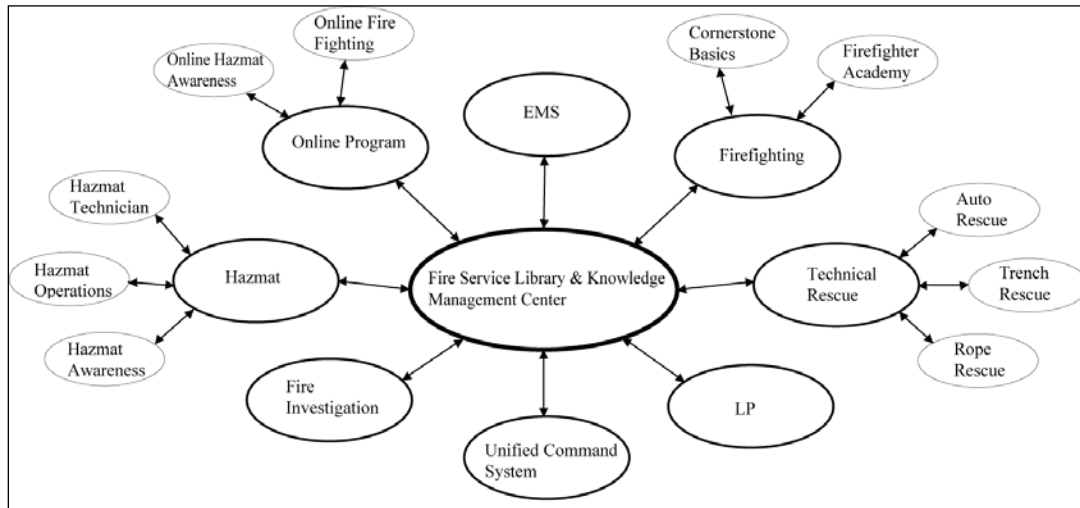 Online Fire
Fighting
Cornerstone
Basics
Firefighter
Academy
Online Hazmat
Awareness
EMS
Online Program
Firefighting
Hazmat
Technician
Auto
Rescue
Hazmat
Operations
Hazmat
Fire Service Library & Knowledge
Management Center
Technical
Rescue
Trench
Rescue
Hazmat
Awareness
Rope
Rescue
Fire
Investigation
LP
Unified Command
System